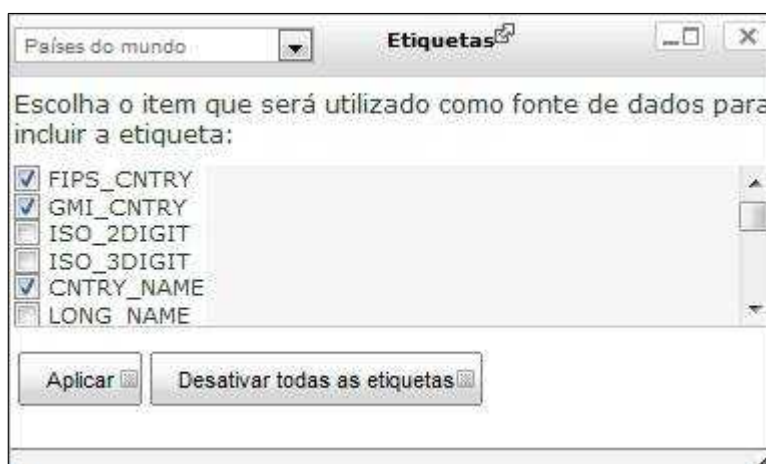 Países do mundo
Etiquetas
Escolha o item que será utilizado como fonte de dados para
incluir a etiqueta:
FIPS_CNTRY
GMI_CNTRY
ISO_2DIGIT
ISO_3DIGIT
CNTRY_NAME
LONG_NAME
Aplicar
Desativar todas as etiquetas